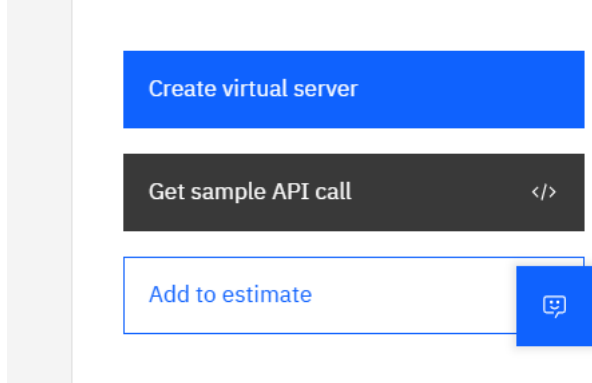 Create virtual server
Get sample API call </>
Add to estimate